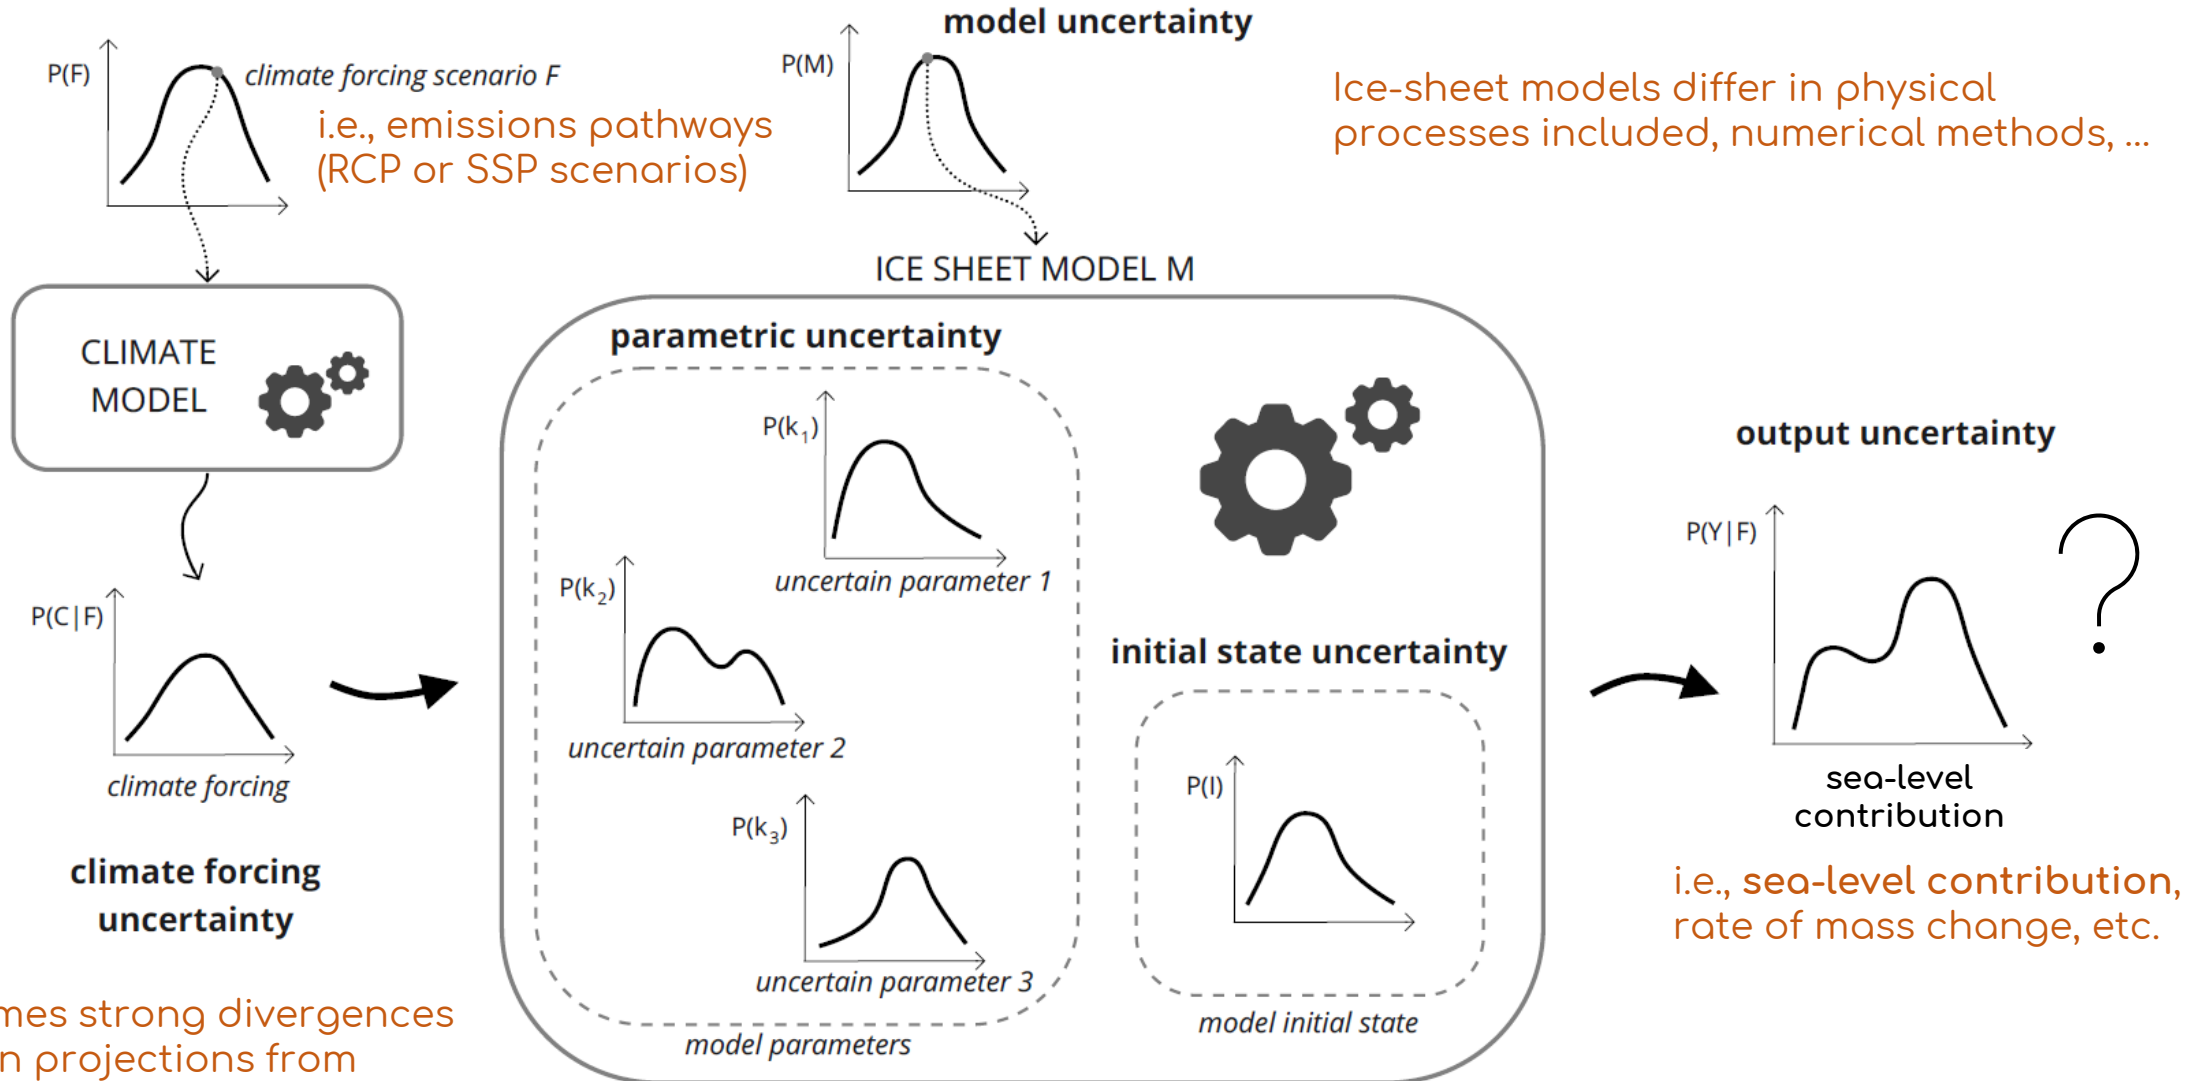 model uncertainty
P(F)
climate forcing scenario F
i.e., emissions pathways
(RCP or SSP scenarios)
P(M)
Ice-sheet models differ in physical
processes included, numerical methods, ...
ICE SHEET MODEL M
CLIMATE
MODEL
parametric uncertainty
P(k1)
uncertain parameter 1
P(k2)
uncertain parameter 2
P(k3)
uncertain parameter 3
model parameters
initial state uncertainty
P(I)
model initial state
P(C|F)
climate forcing
climate forcing
uncertainty
strong divergences
projections from
output uncertainty
P(Y|F)
?
sea-level
contribution
i.e., sea-level contribution,
rate of mass change, etc.